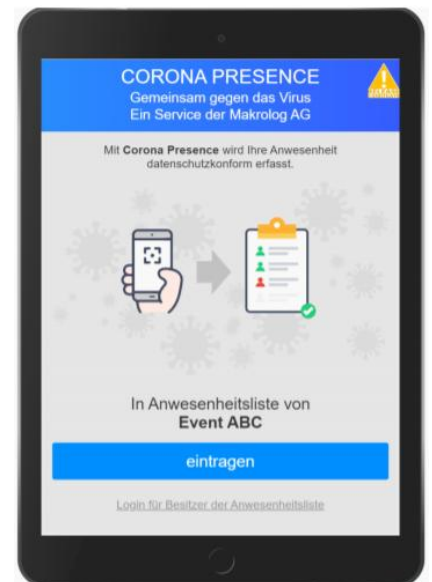 CORONA PRESENCE
Gemeinsam gegen das Virus
Ein Service der Makrolog AG
Mit Corona Presence wird Ihre Anwesenheit
datenschutzkonform erfasst.
In Anwesenheitsliste von
Event ABC
eintragen
Login für Besitzer der Anwesenheitsliste